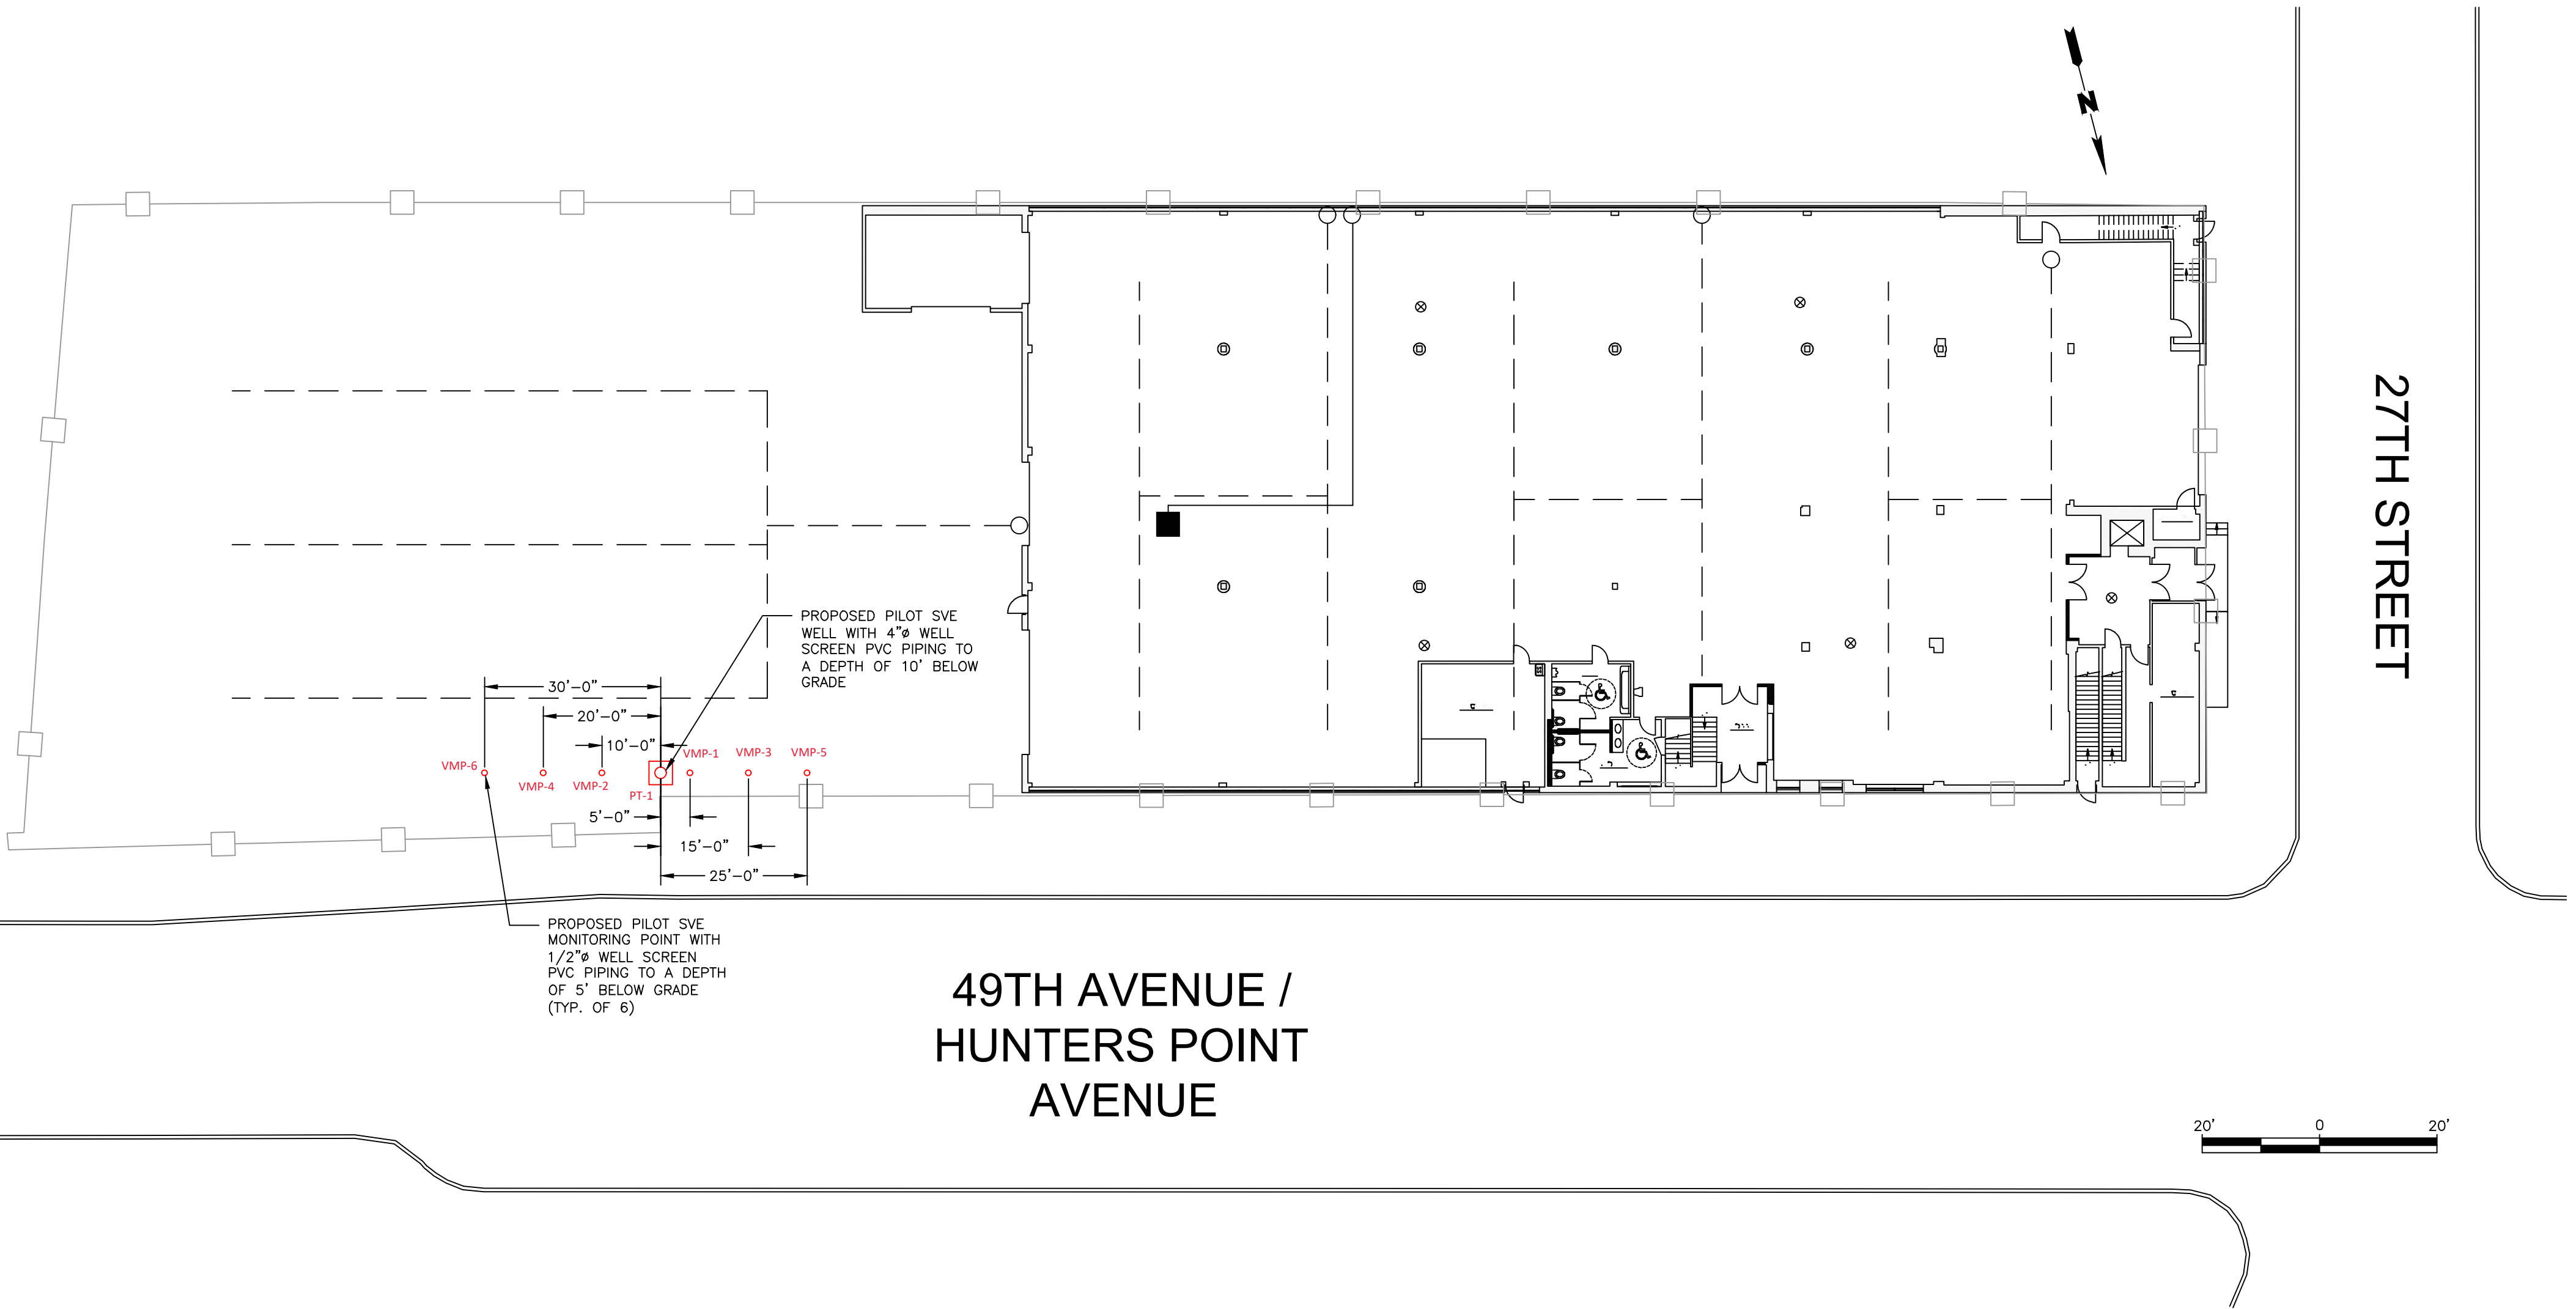 N
27TH STREET
PROPOSED PILOT SVE
WELL WITH 4"ø WELL
SCREEN PVC PIPING TO
A DEPTH OF 10' BELOW
GRADE
30'-0"
20'-0"
10'-0"
VMP-1
VMP-3
VMP-5
VMP-6
VMP-4
VMP-2
PT-1
5'-0"
15'-0"
25'-0"
PROPOSED PILOT SVE
MONITORING POINT WITH
1/2"ø WELL SCREEN
PVC PIPING TO A DEPTH
OF 5' BELOW GRADE
(TYP. OF 6)
49TH AVENUE /
HUNTERS POINT
AVENUE
20'
0
20'